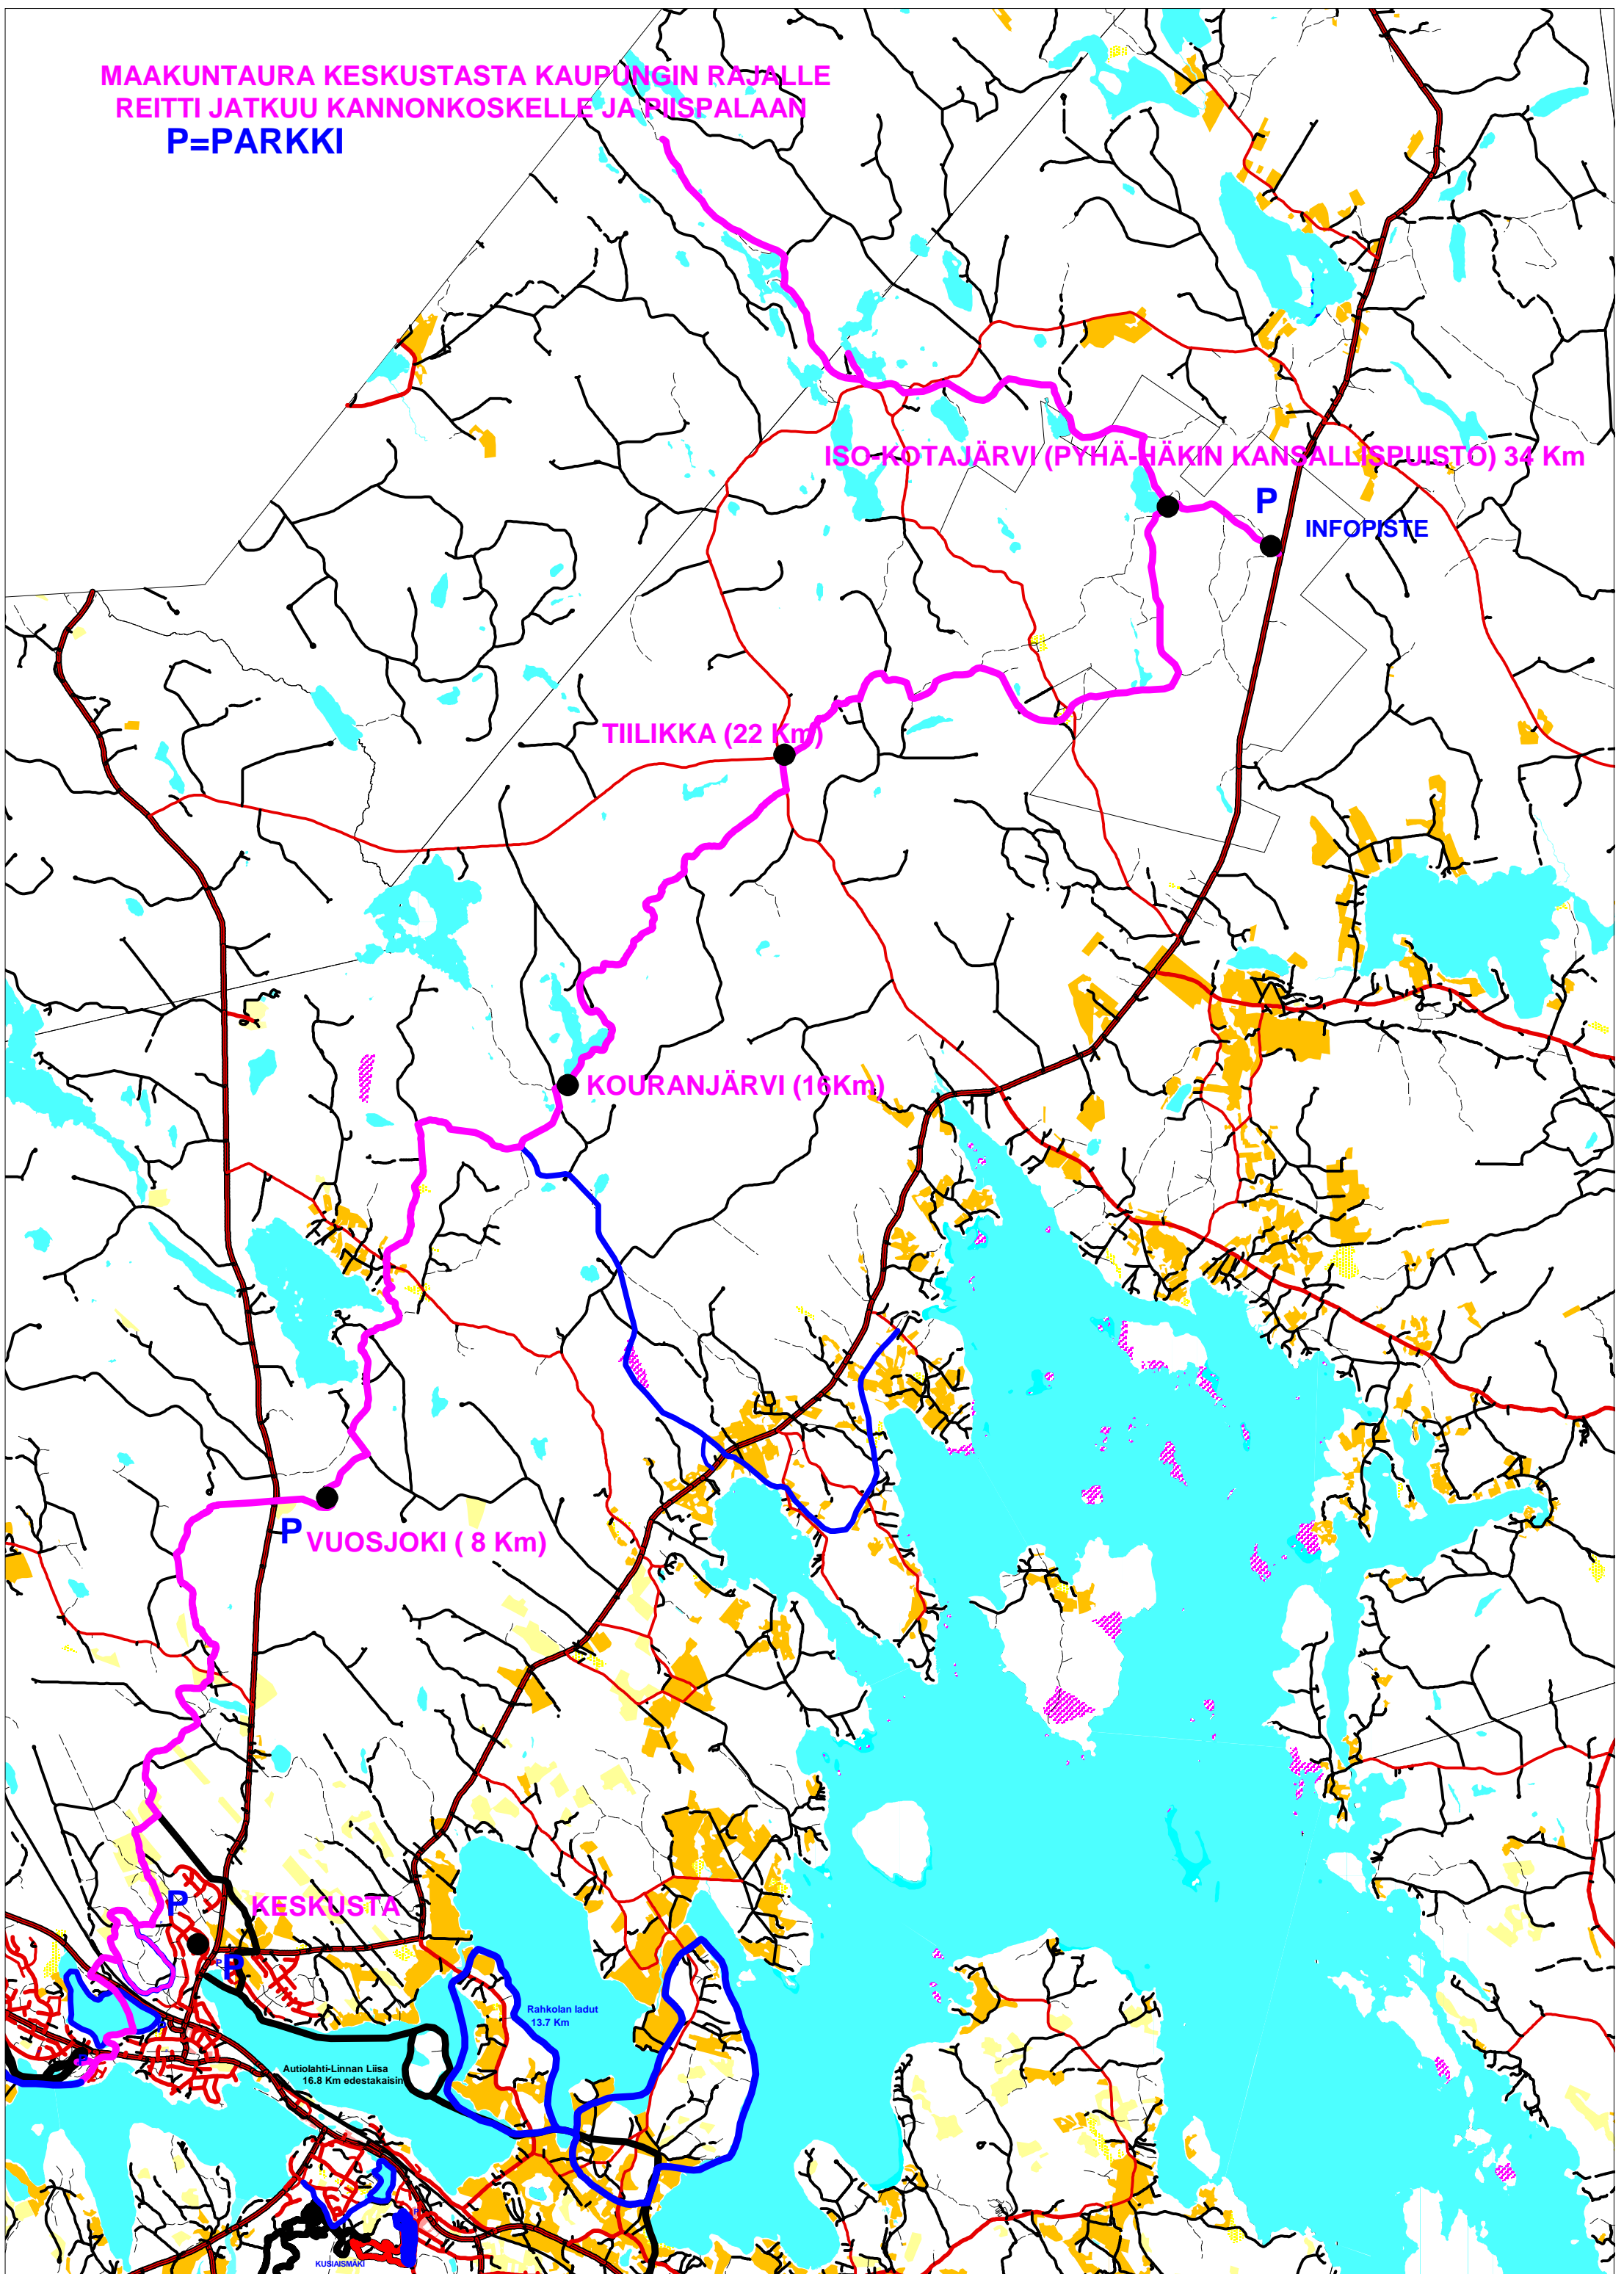 MAAKUNTAURA KESKUSTASTA KAUPUNGIN RAJALLE
REITTI JATKUU KANNONKOSKELLE JA PIISPALAAN
P=PARKKI
ISO-KOTAJÄRVI (PYHÄ-HÄKIN KANSALLISPUISTO) 34 Km
P
INFOPISTE
TIILIKKA (22 Km)
KOURANJÄRVI (16Km)
P
VUOSJOKI ( 8 Km)
P
KESKUSTA
P
P
Rahkolan ladut
13.7 Km
Autiolahti-Linnan Liisa
16.8 Km edestakaisin
KUSIAISMÄKI